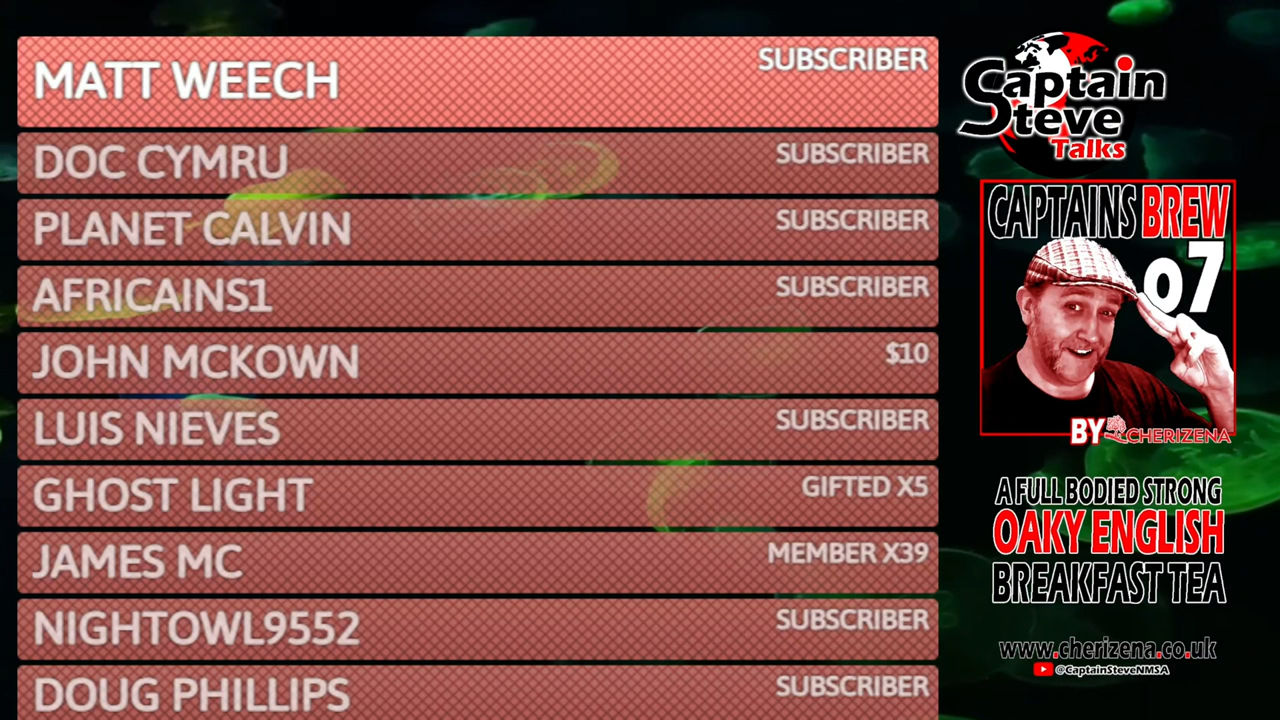 MATT WEECH SUBSCRIBER
DOC CYMRU SUBSCRIBER
PLANET CALVIN SUBSCRIBER
AFRICAINS1 SUBSCRIBER
JOHN MCKOWN $10
LUIS NIEVES SUBSCRIBER
GHOST LIGHT GIFTED X5
JAMES MC MEMBER X39
NIGHTOWL9552 SUBSCRIBER
DOUG PHILLIPS SUBSCRIBER
Captain
Steve
Talks
CAPTAINS BREW
o7
BY CHERIZENA
A FULL BODIED STRONG
OAKY ENGLISH
BREAKFAST TEA
www.cherizena.co.uk
@CaptainSteveNMSA